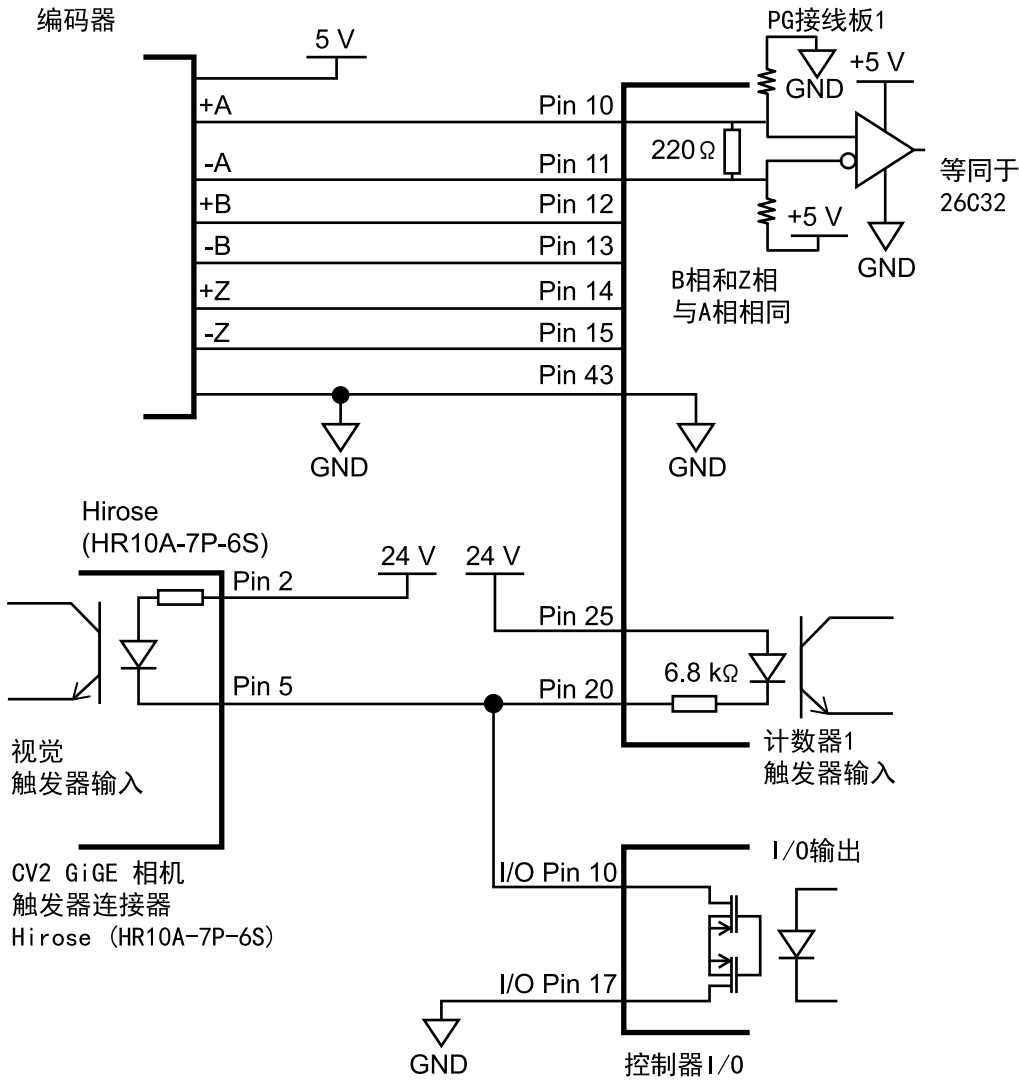 编码器
5 V
PG接线板1
GND
+5 V
+A
Pin 10
-A
Pin 11
220Ω
等同于
26C32
+B
Pin 12
+5 V
-B
Pin 13
GND
+Z
Pin 14
B相和Z相
与A相相同
-Z
Pin 15
Pin 43
GND
GND
Hirose
(HR10A-7P-6S)
24 V
24 V
Pin 2
Pin 25
6.8 kΩ
Pin 5
Pin 20
视觉
触发器输入
计数器1
触发器输入
CV2 GiGE 相机
触发器连接器
Hirose (HR10A-7P-6S)
I/O Pin 10
I/O输出
I/O Pin 17
GND
控制器I/O